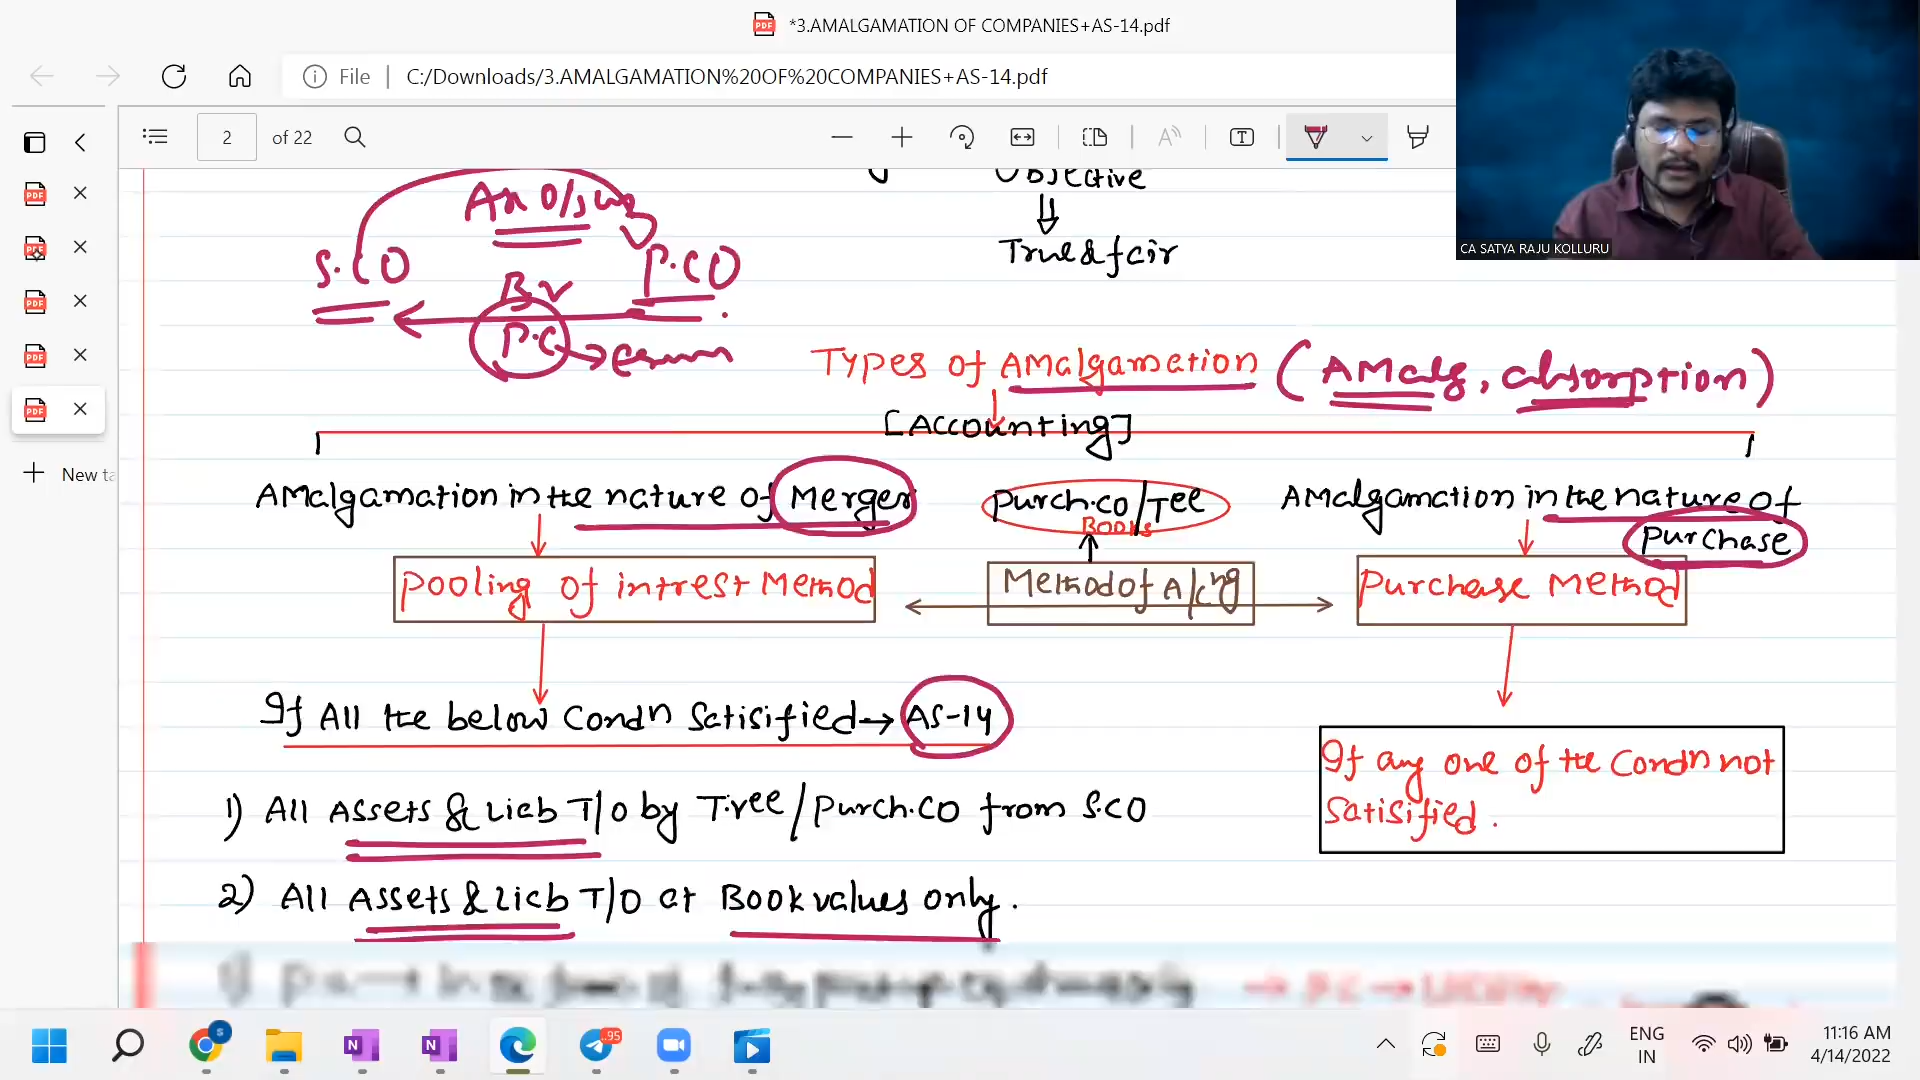 *3.AMALGAMATION OF COMPANIES+AS-14.pdf
File | C:/Downloads/3.AMALGAMATION%20OF%20COMPANIES+AS-14.pdf
2 of 22
CA SATYA RAJU KOLLURU
Objective
True & fair
S.CO
P.CO
B.V
P.C
Types of AMalgamation (AMalg, absorption)
[Accounting]
AMalgamation in the nature of Merger
Purch.co/Tee
Books
AMalgamation in the nature of
Purchase
Pooling of intrest Method
Method of A/cing
Purchase Method
If All the below Condn Satisified → AS-14
If any one of the Condn not
Satisified.
1) All Assets & Liab T/O by T.ree/Purch.co from S.CO
2) All Assets & Liab T/O at Book values only.
New ta
.95
ENG
IN
11:16 AM
4/14/2022